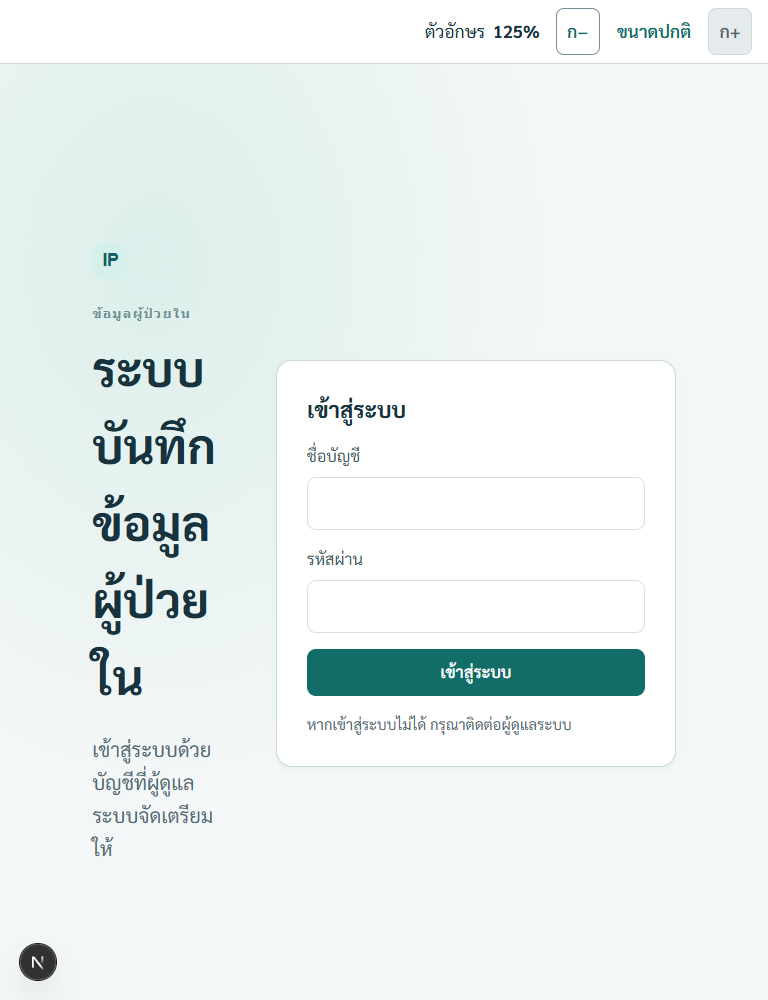 ตัวอักษร 125% ก− ขนาดปกติ ก+
IP
ข้อมูลผู้ป่วยใน
ระบบ
บันทึก
ข้อมูล
ผู้ป่วย
ใน
เข้าสู่ระบบด้วย
บัญชีที่ผู้ดูแล
ระบบจัดเตรียม
ให้
เข้าสู่ระบบ
ชื่อบัญชี
รหัสผ่าน
เข้าสู่ระบบ
หากเข้าสู่ระบบไม่ได้ กรุณาติดต่อผู้ดูแลระบบ
N